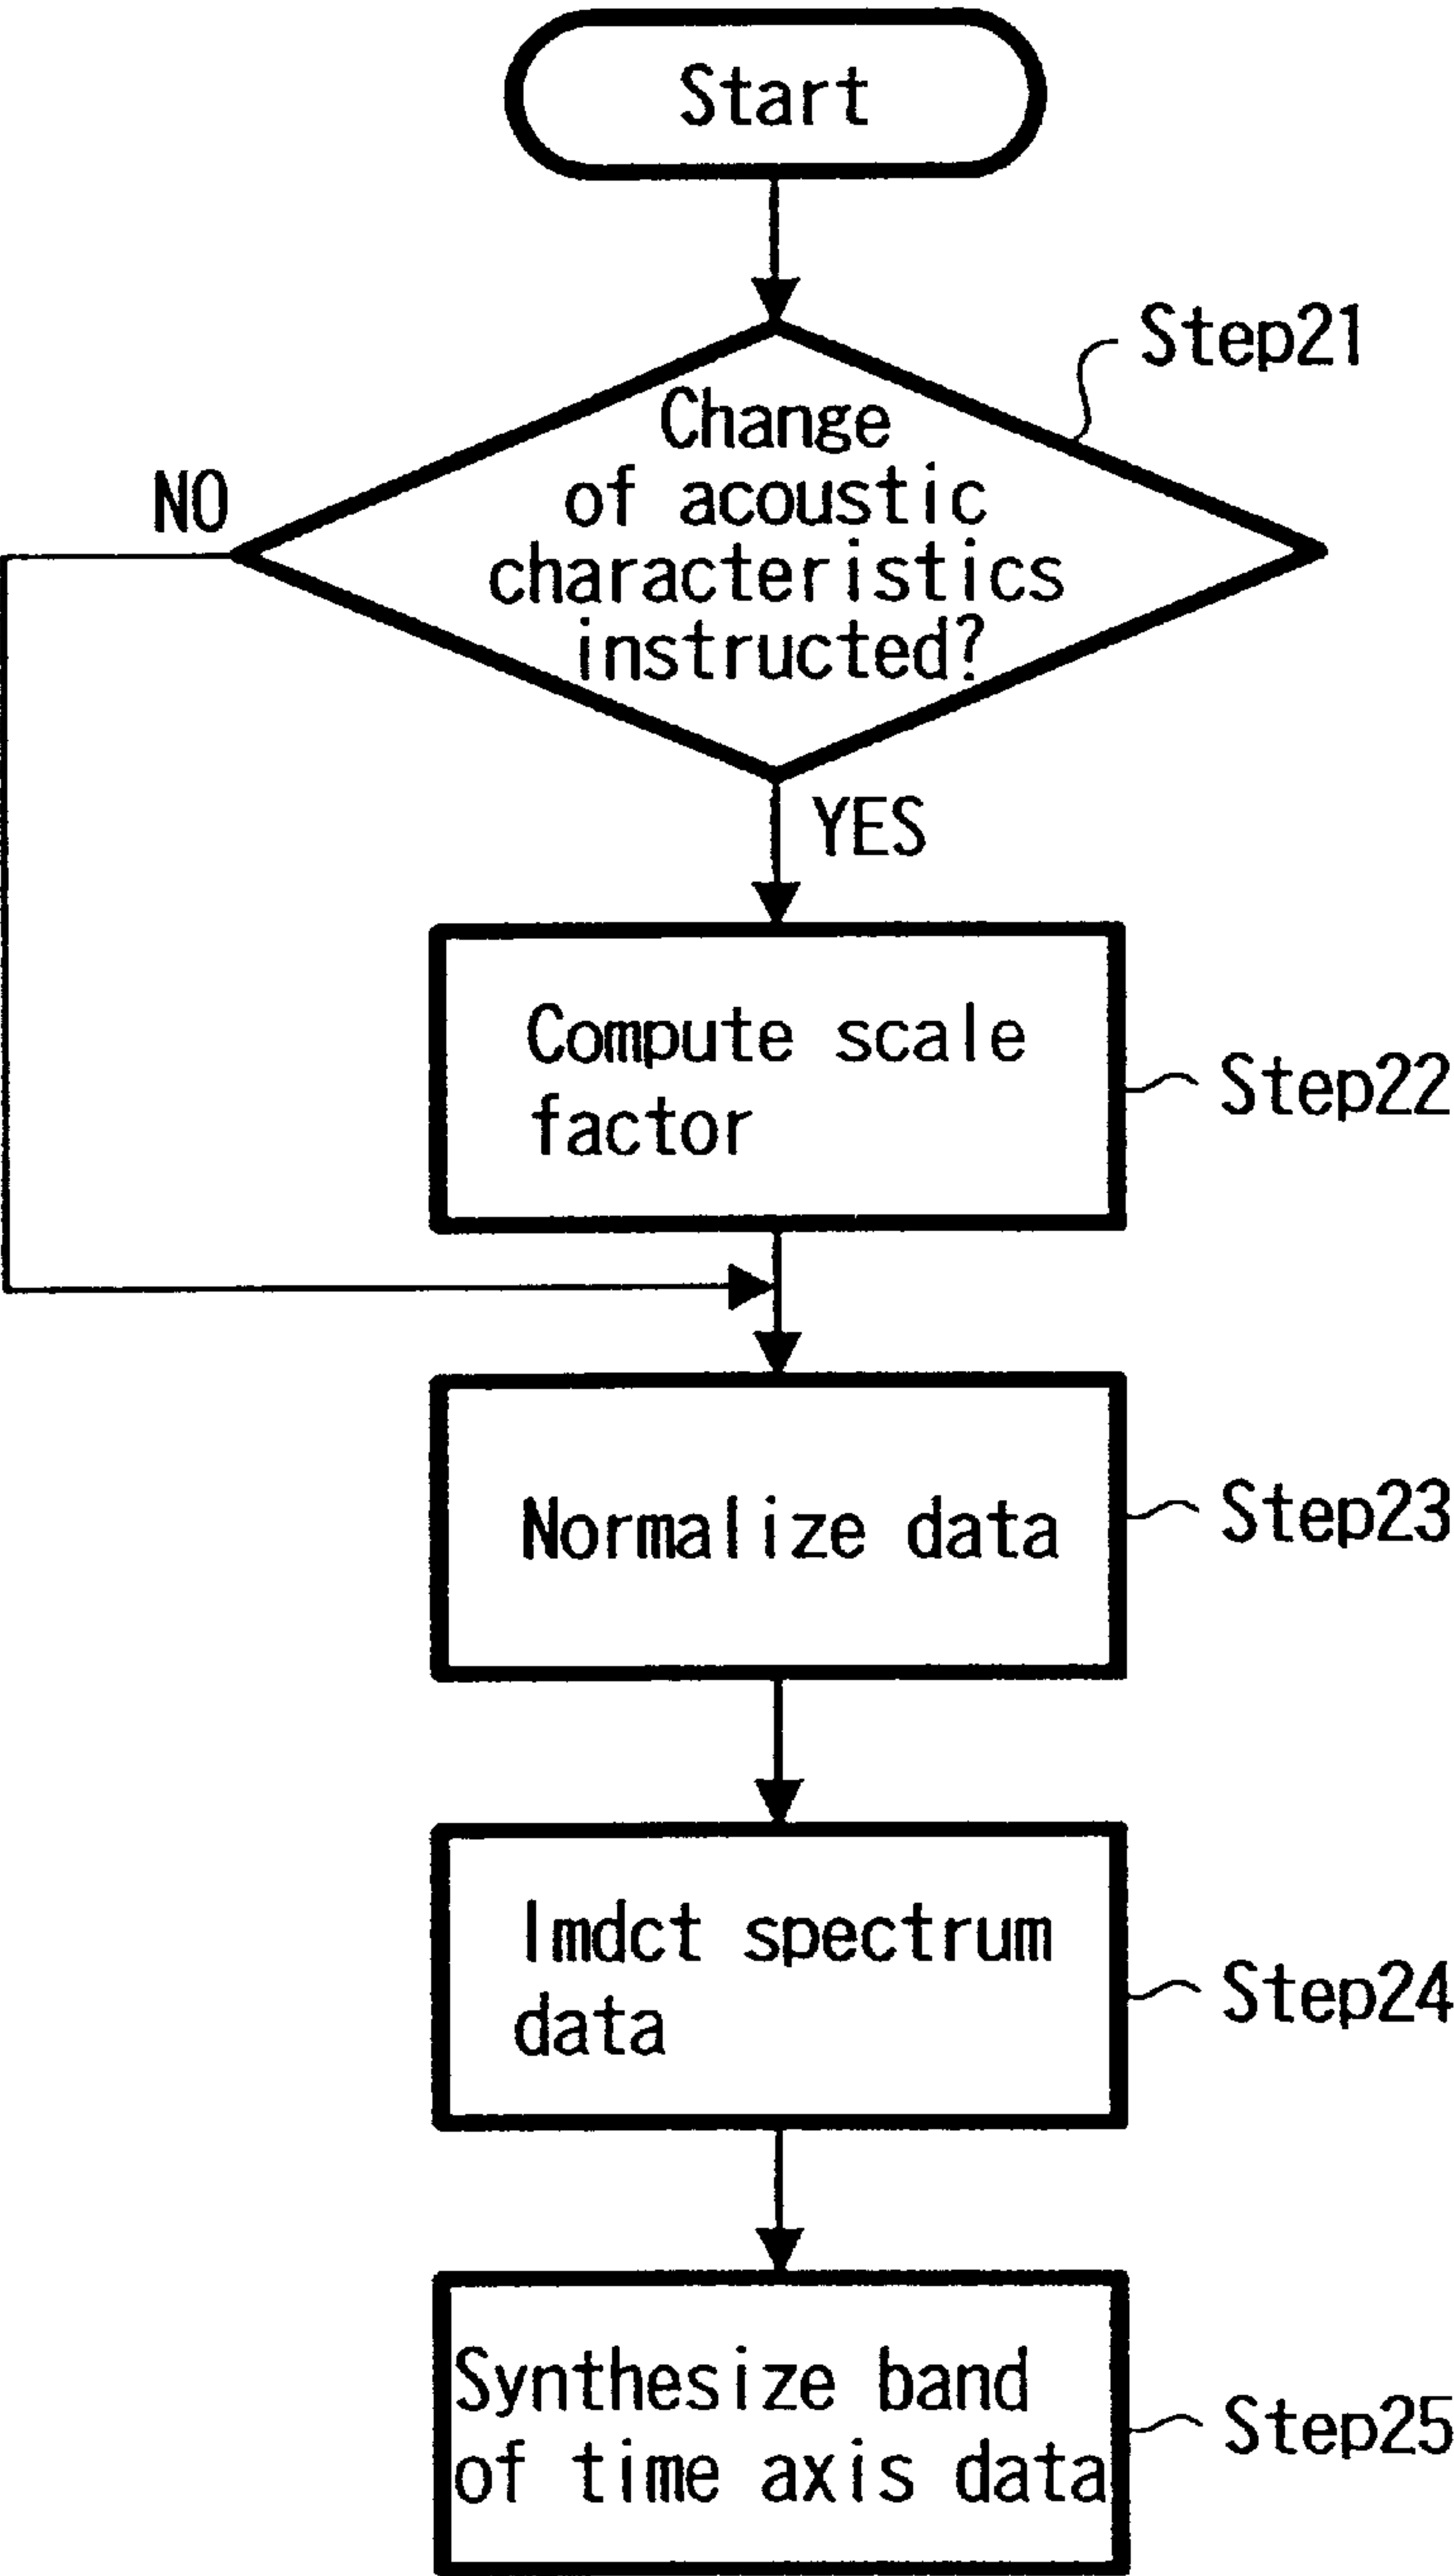 Start
Step21
Change
of acoustic
characteristics
instructed?
NO
YES
Compute scale
factor
Step22
Normalize data
Step23
Imdct spectrum
data
Step24
Synthesize band
of time axis data
Step25